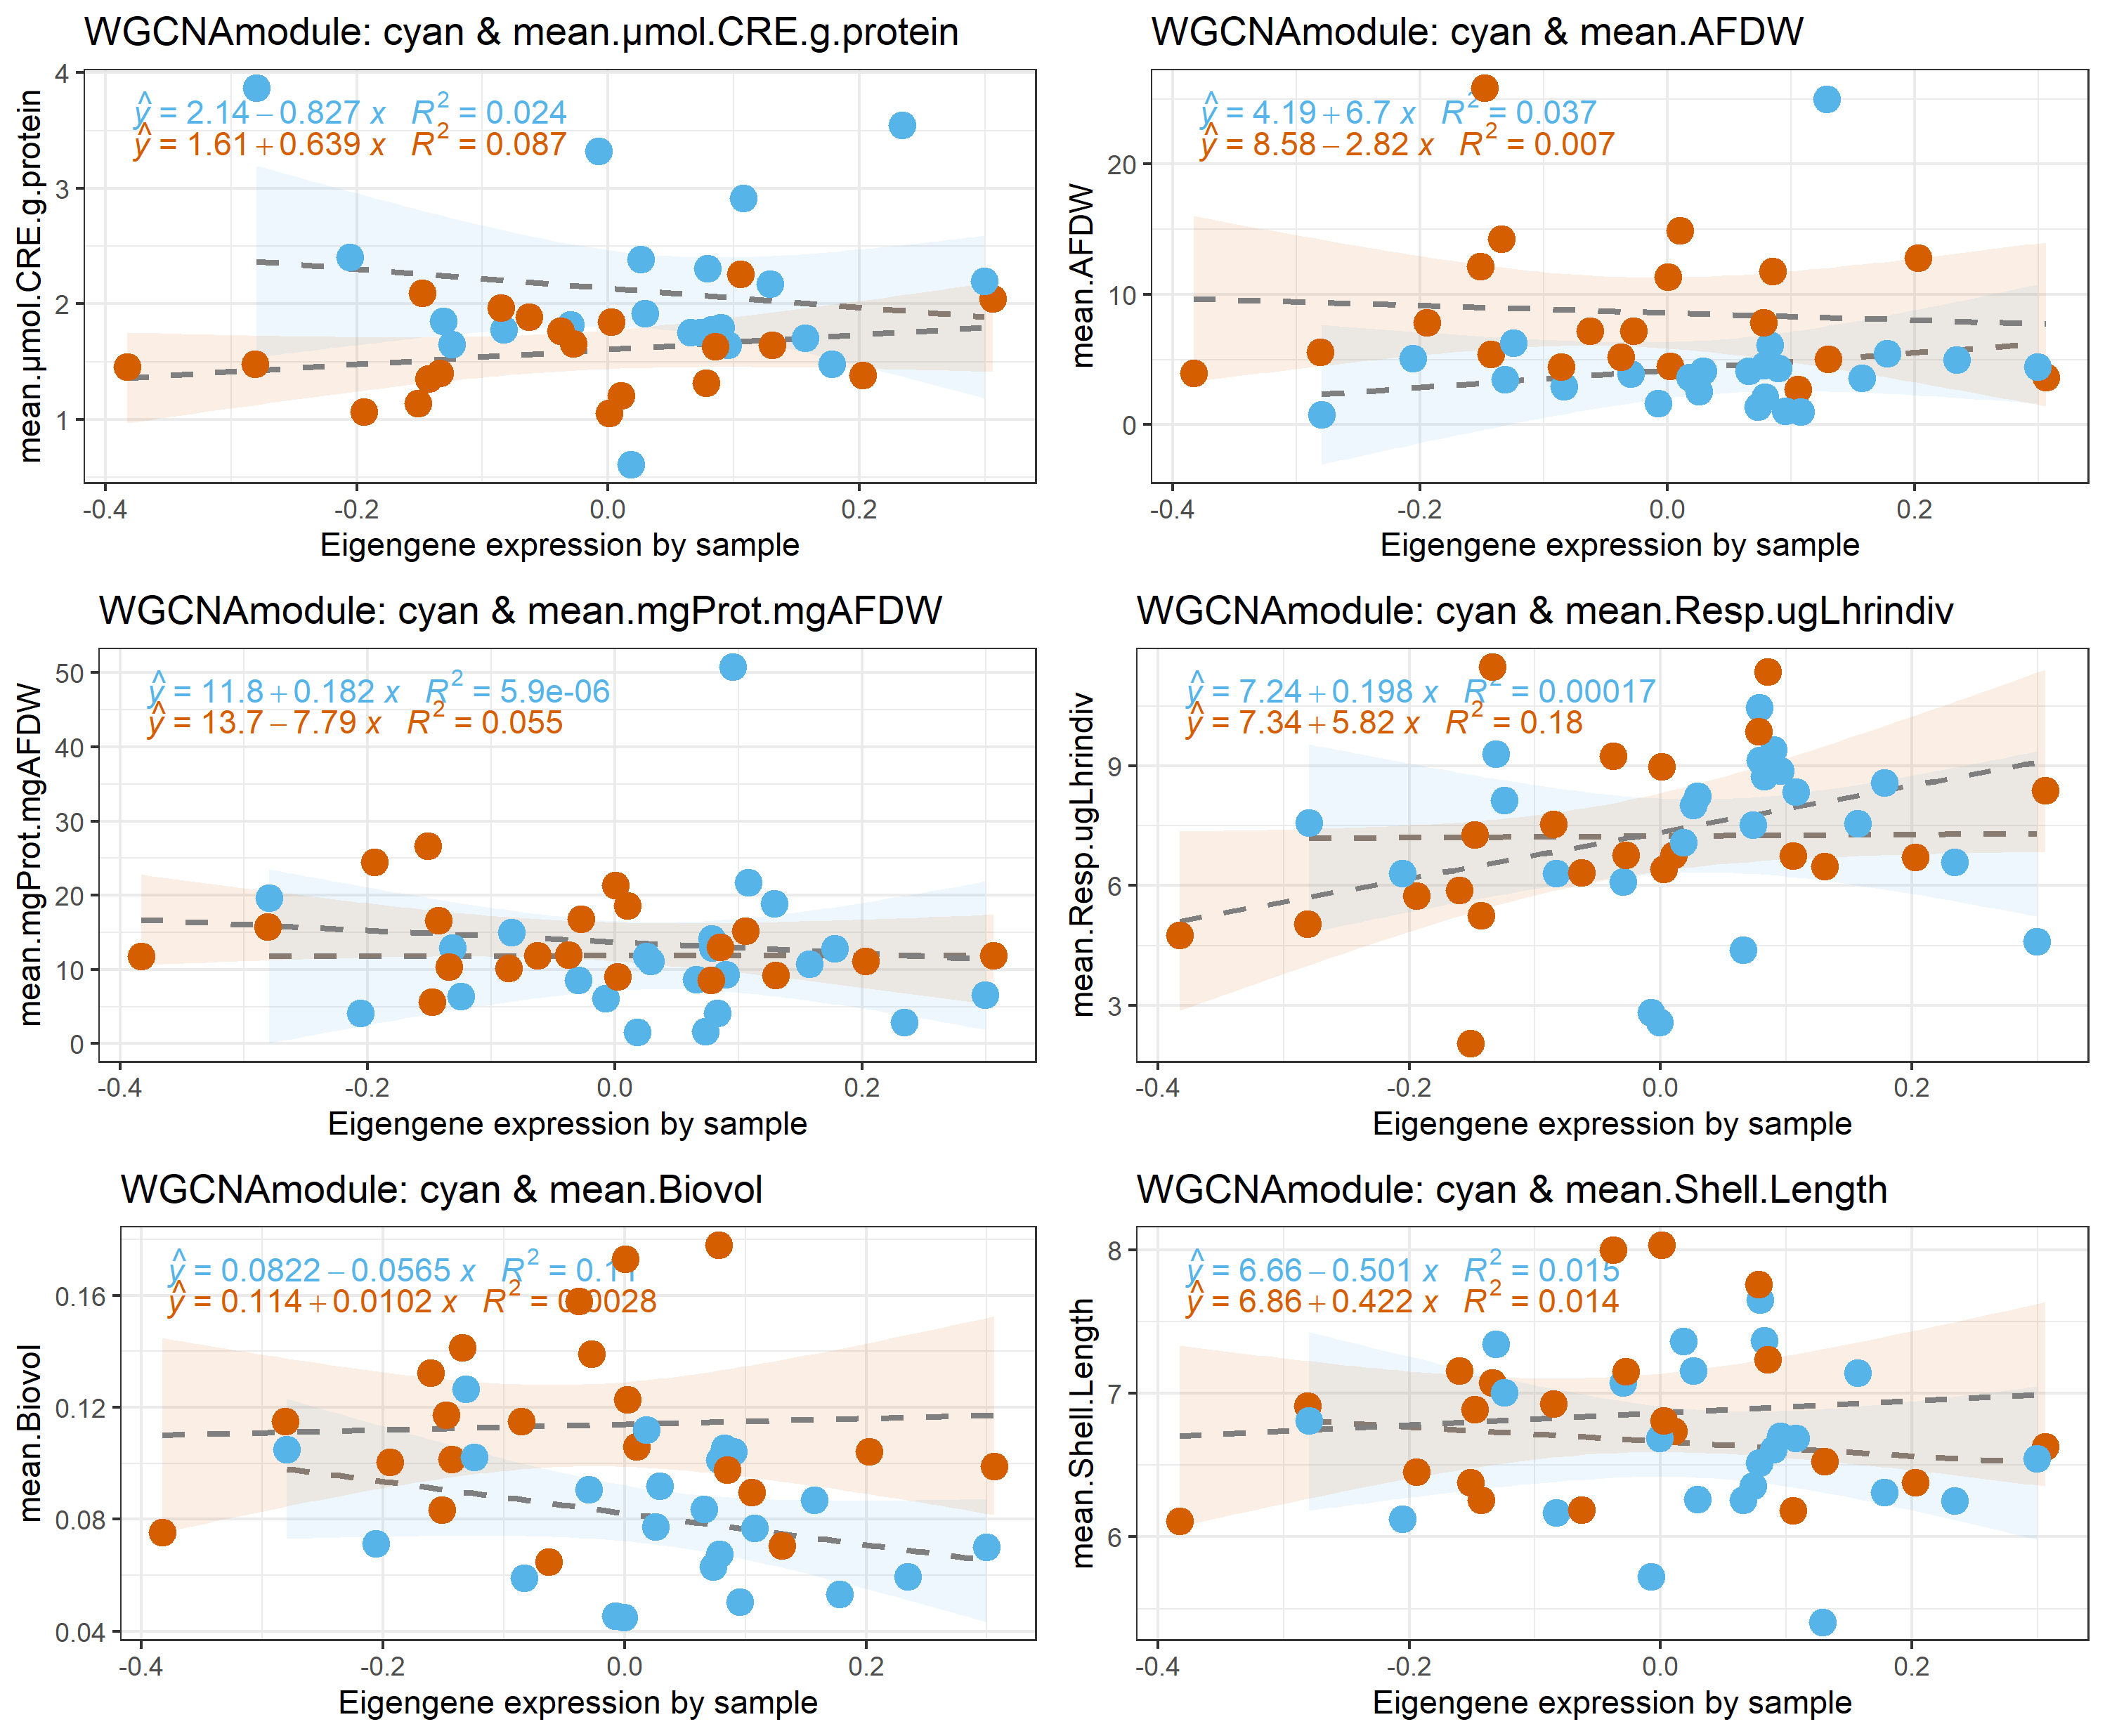 WGCNAmodule: cyan & mean.µmol.CRE.g.protein
mean.µmol.CRE.g.protein
4
3
2
1
ŷ = 2.14 − 0.827 x R² = 0.024
ŷ = 1.61 + 0.639 x R² = 0.087
-0.4 -0.2 0.0 0.2
Eigengene expression by sample
WGCNAmodule: cyan & mean.AFDW
mean.AFDW
20
10
0
ŷ = 4.19 + 6.7 x R² = 0.037
ŷ = 8.58 − 2.82 x R² = 0.007
-0.4 -0.2 0.0 0.2
Eigengene expression by sample
WGCNAmodule: cyan & mean.mgProt.mgAFDW
mean.mgProt.mgAFDW
50
40
30
20
10
0
ŷ = 11.8 + 0.182 x R² = 5.9e-06
ŷ = 13.7 − 7.79 x R² = 0.055
-0.4 -0.2 0.0 0.2
Eigengene expression by sample
WGCNAmodule: cyan & mean.Resp.ugLhrindiv
mean.Resp.ugLhrindiv
9
6
3
ŷ = 7.24 + 0.198 x R² = 0.00017
ŷ = 7.34 + 5.82 x R² = 0.18
-0.4 -0.2 0.0 0.2
Eigengene expression by sample
WGCNAmodule: cyan & mean.Biovol
mean.Biovol
0.16
0.12
0.08
0.04
ŷ = 0.0822 − 0.0565 x R² = 0.11
ŷ = 0.114 + 0.0102 x R² =
-0.4 -0.2 0.0 0.2
Eigengene expression by sample
WGCNAmodule: cyan & mean.Shell.Length
mean.Shell.Length
8
7
6
ŷ = 6.66 − 0.501 x R² = 0.015
ŷ = 6.86 + 0.422 x R² = 0.014
-0.4 -0.2 0.0 0.2
Eigengene expression by sample